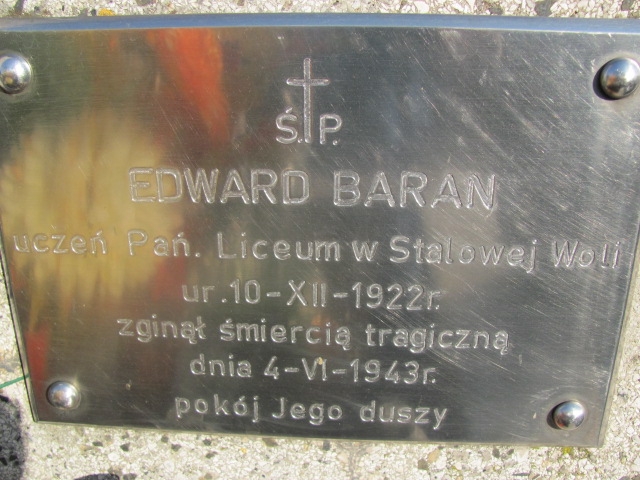 Ś.P.
EDWARD BARAN
uczeń Pań. Liceum w Stalowej Woli
ur. 10-XII-1922r.
zginął śmiercią tragiczną
dnia 4-VI-1943r.
pokój Jego duszy